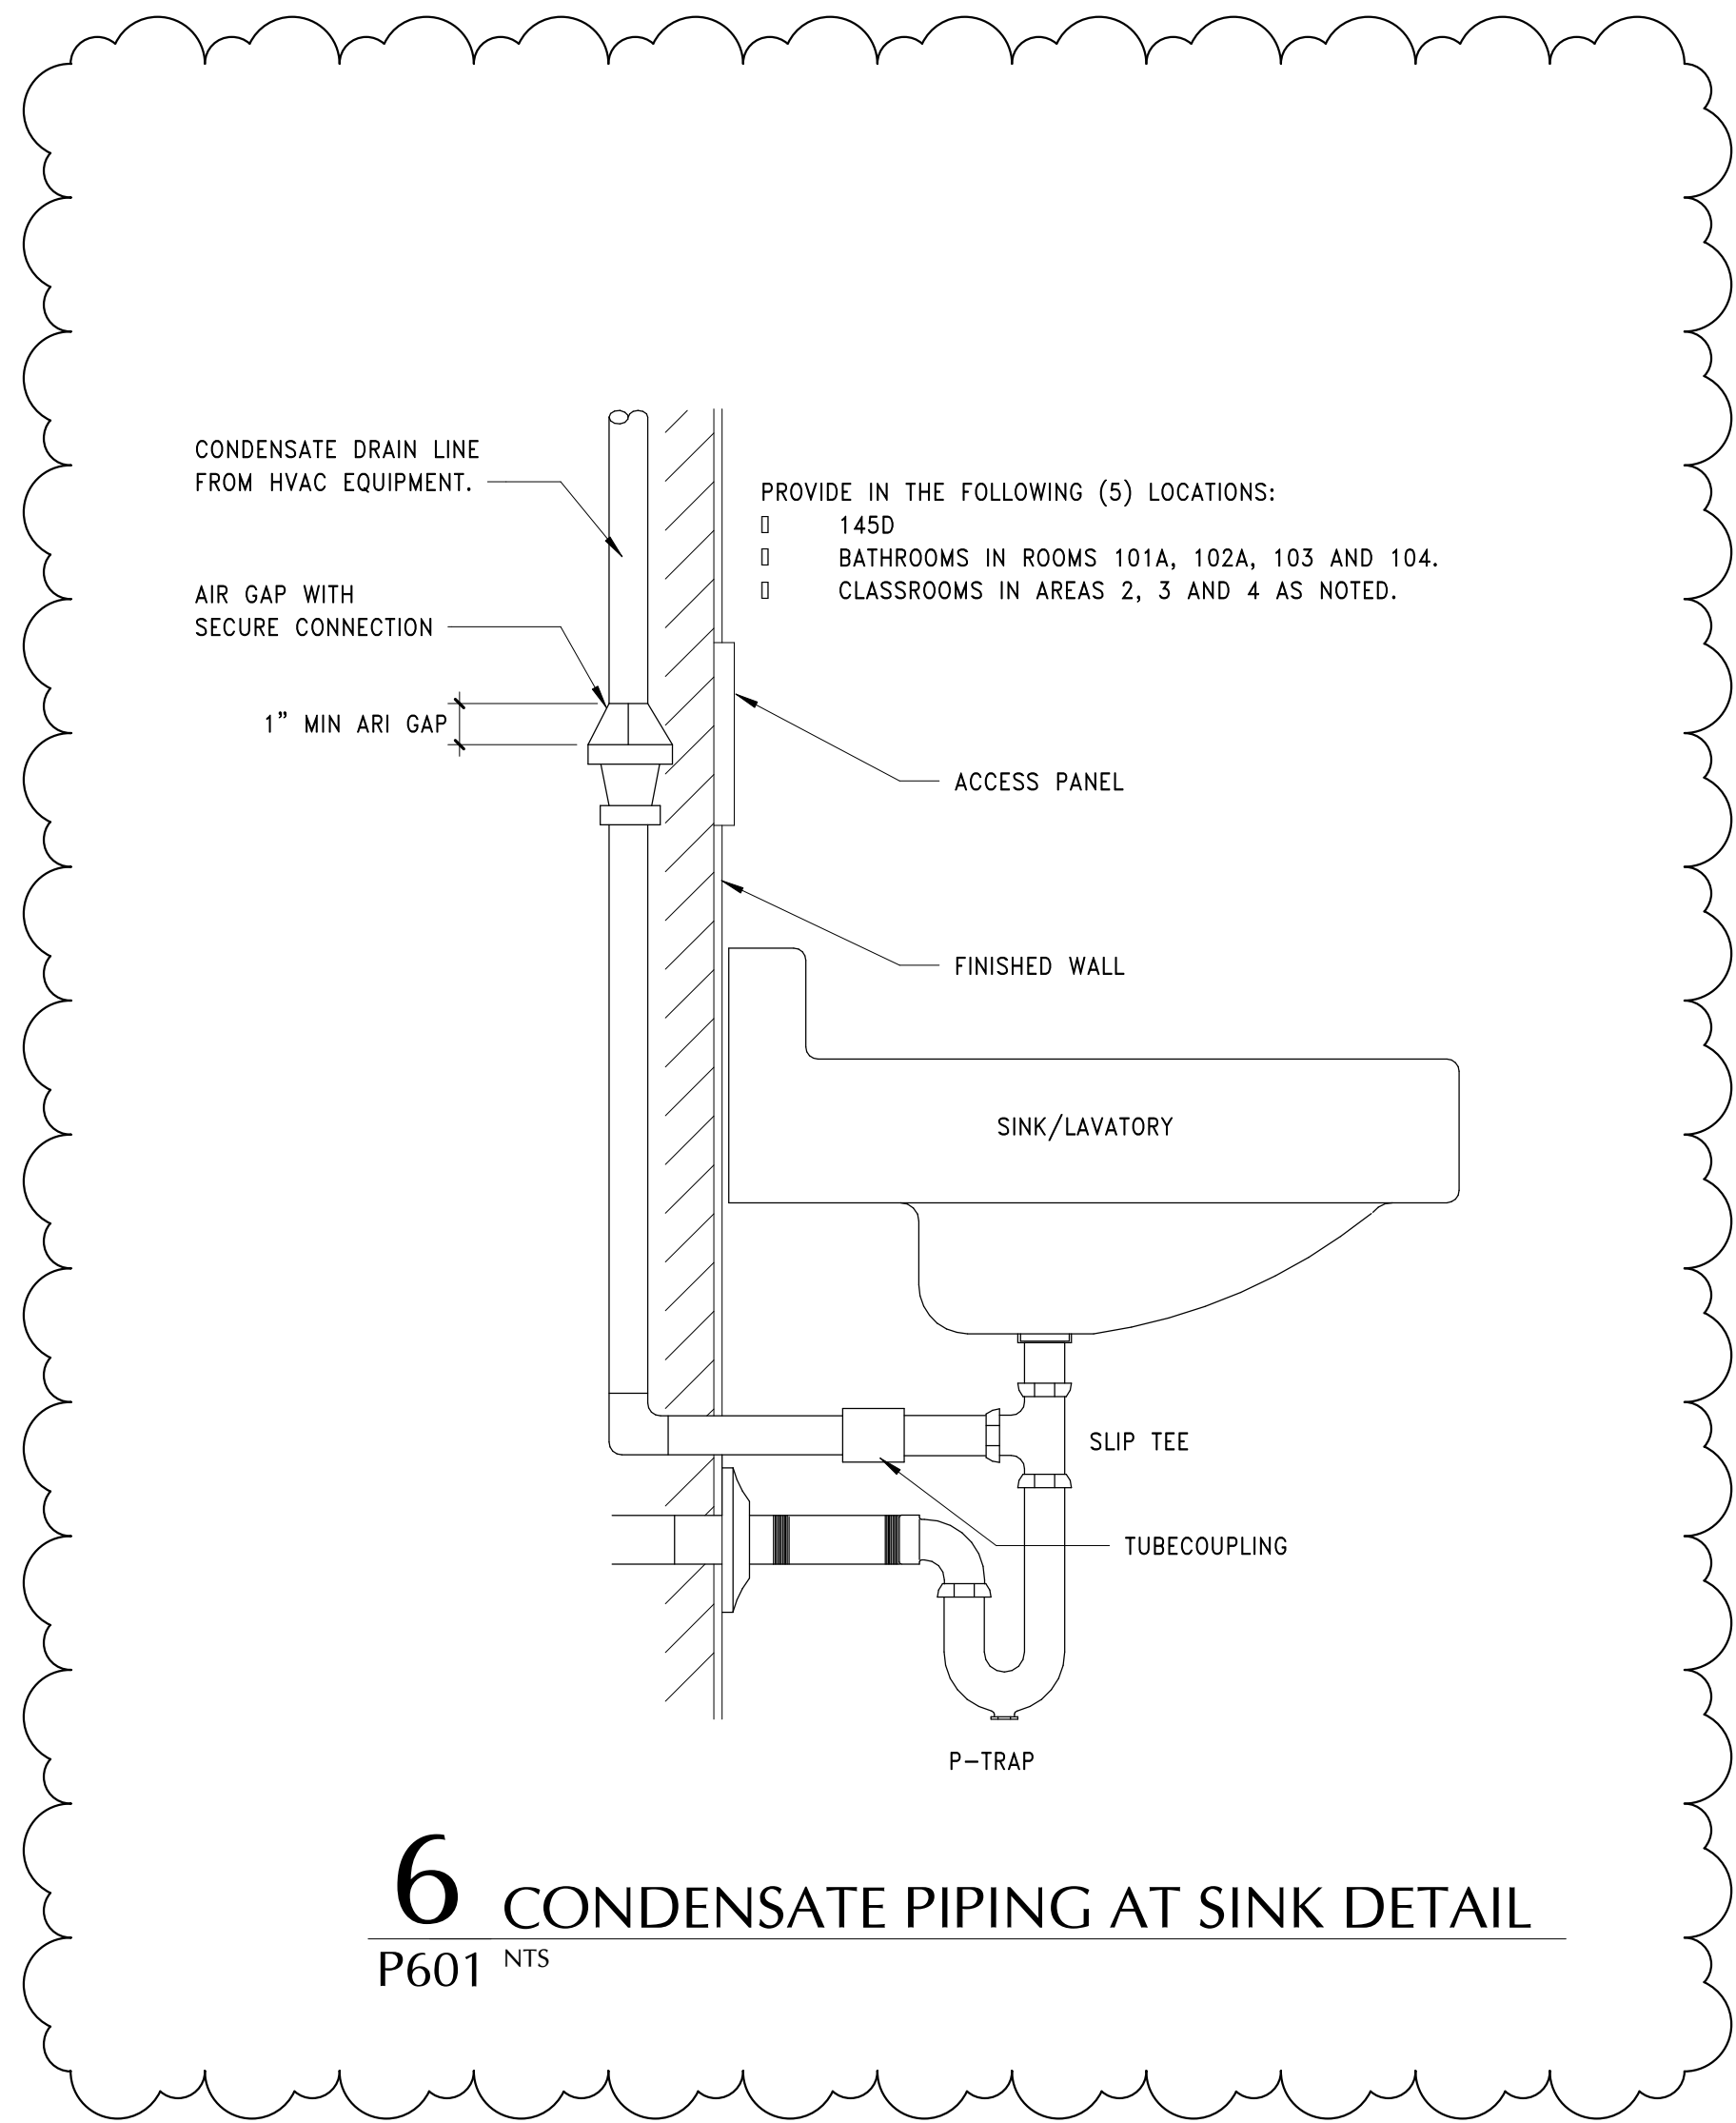 CONDENSATE DRAIN LINE
FROM HVAC EQUIPMENT.
PROVIDE IN THE FOLLOWING (5) LOCATIONS:
▯ 145D
▯ BATHROOMS IN ROOMS 101A, 102A, 103 AND 104.
▯ CLASSROOMS IN AREAS 2, 3 AND 4 AS NOTED.
AIR GAP WITH
SECURE CONNECTION
1” MIN ARI GAP
ACCESS PANEL
FINISHED WALL
SINK/LAVATORY
SLIP TEE
TUBECOUPLING
P-TRAP
6 CONDENSATE PIPING AT SINK DETAIL
P601 NTS